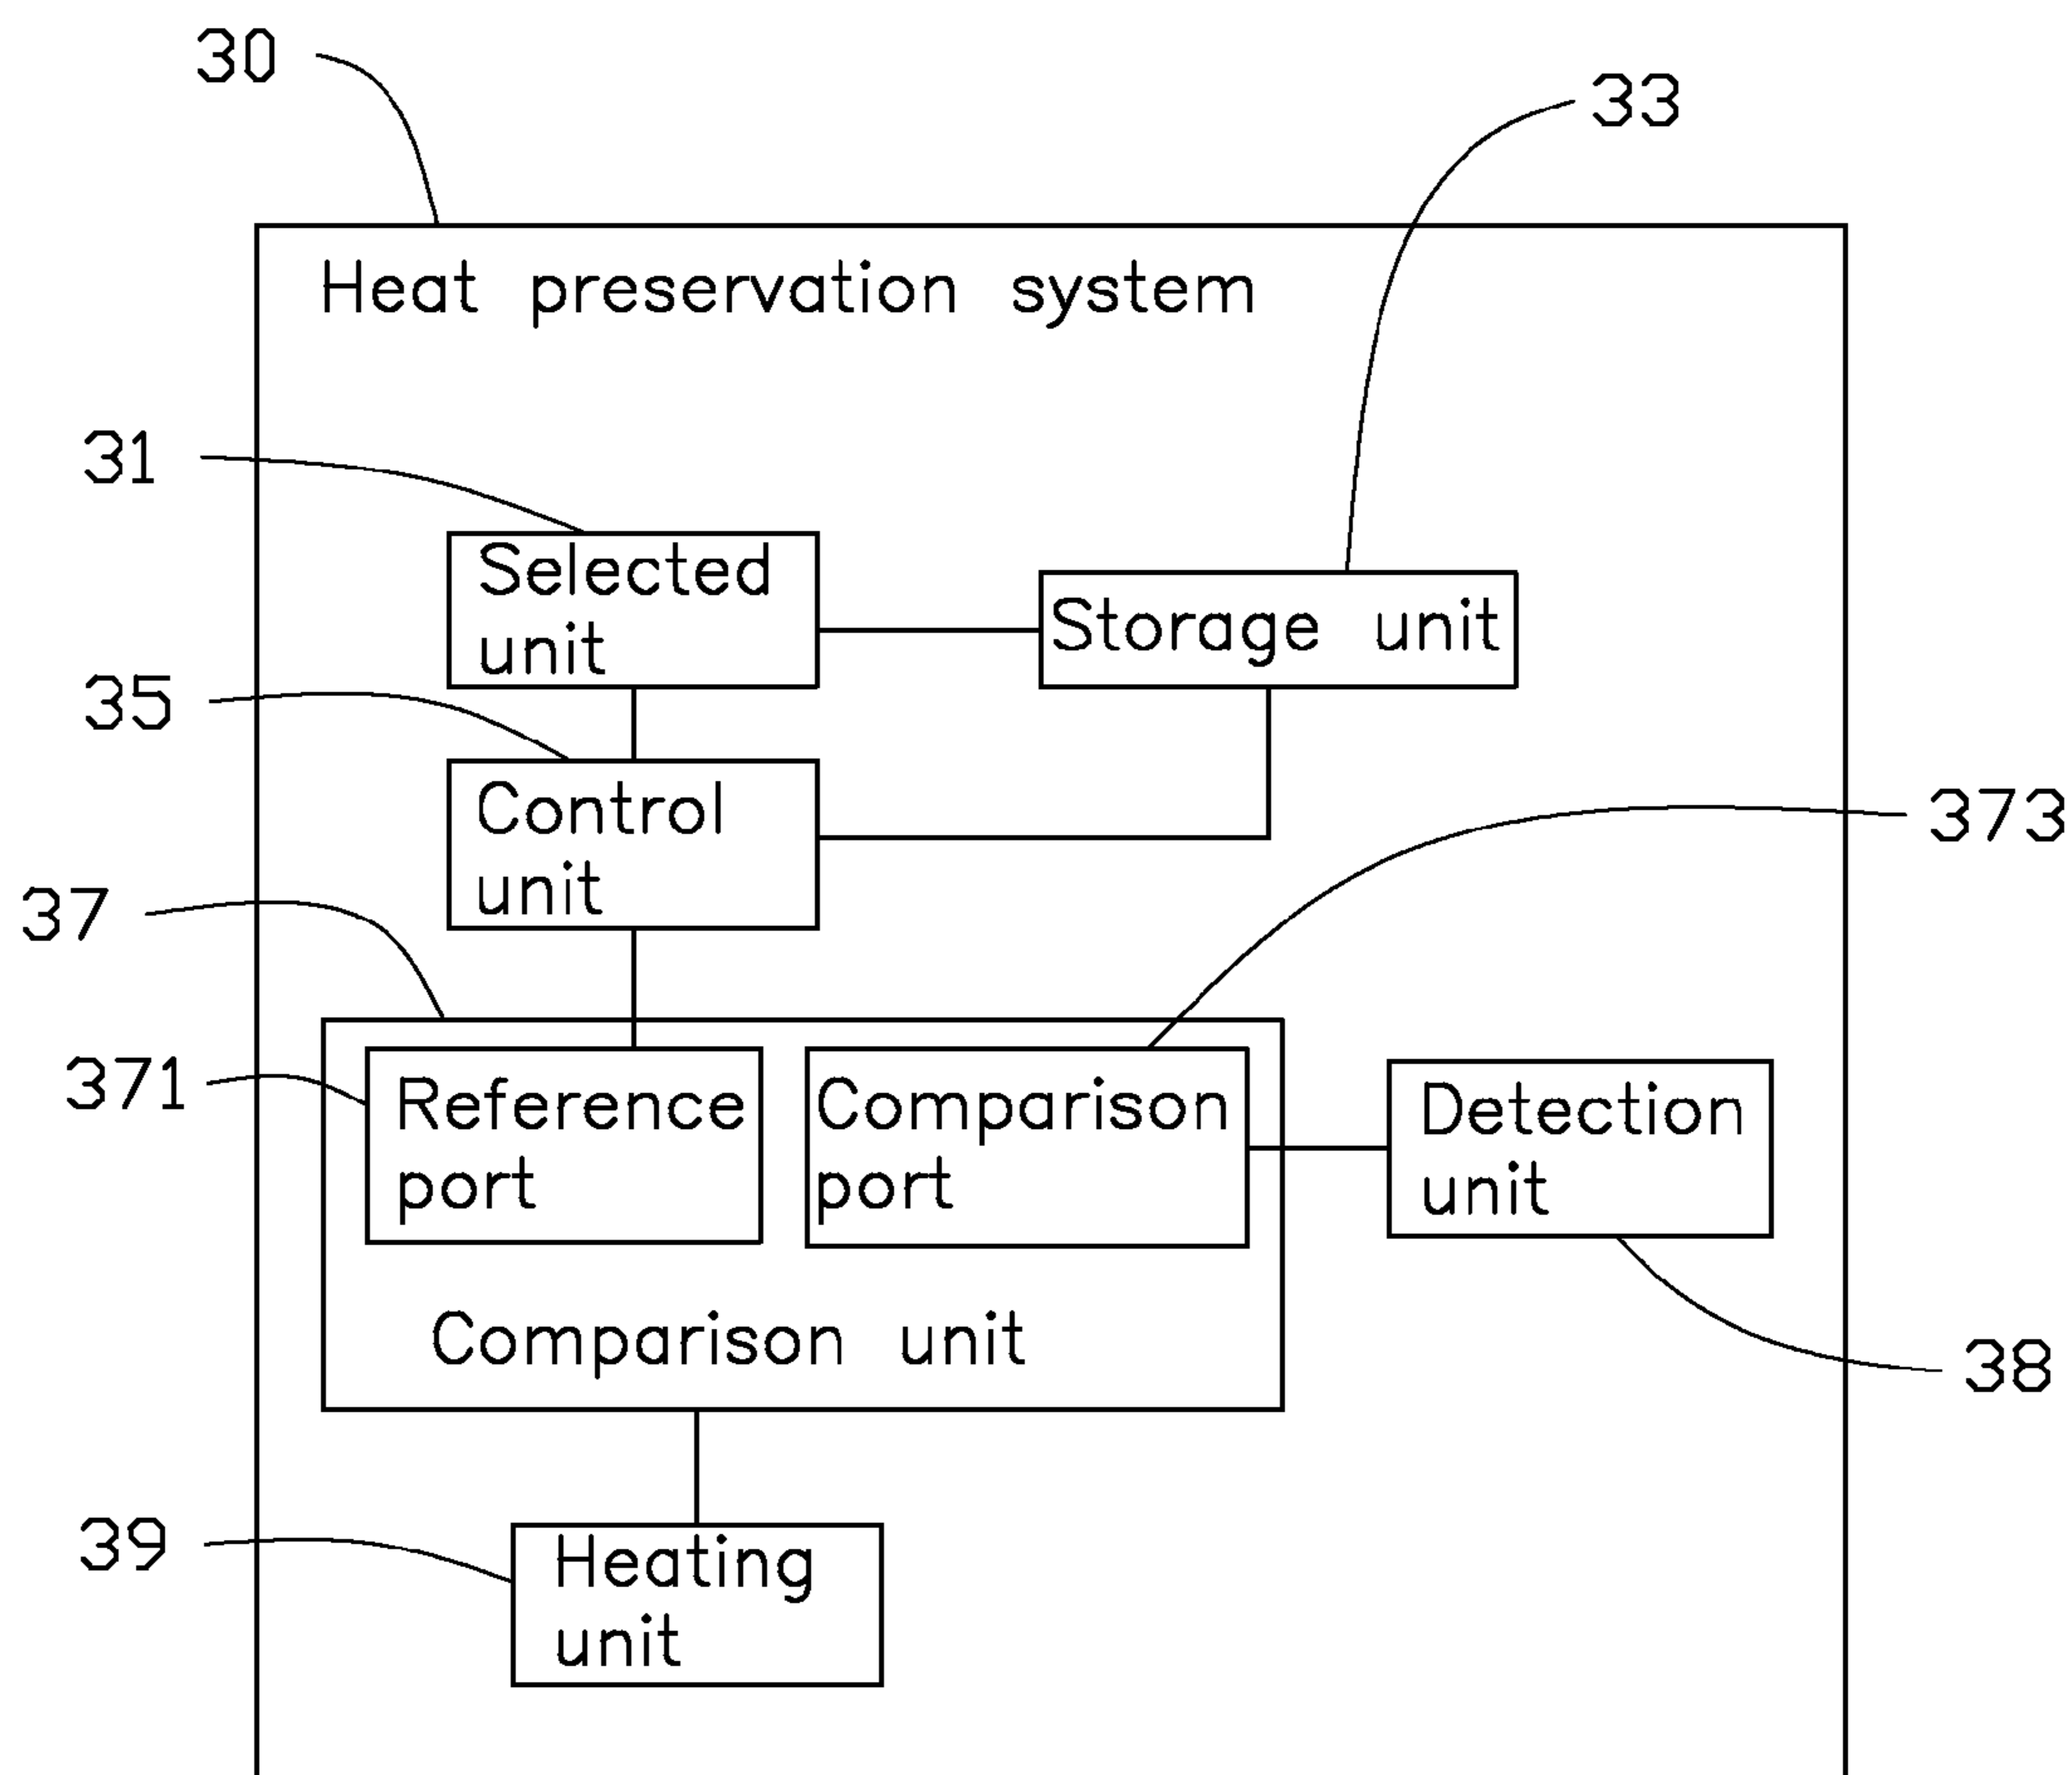 30
33
Heat preservation system
31
Selected
unit
Storage unit
35
Control
unit
373
37
371
Reference
port
Comparison
port
Detection
unit
Comparison unit
38
39
Heating
unit